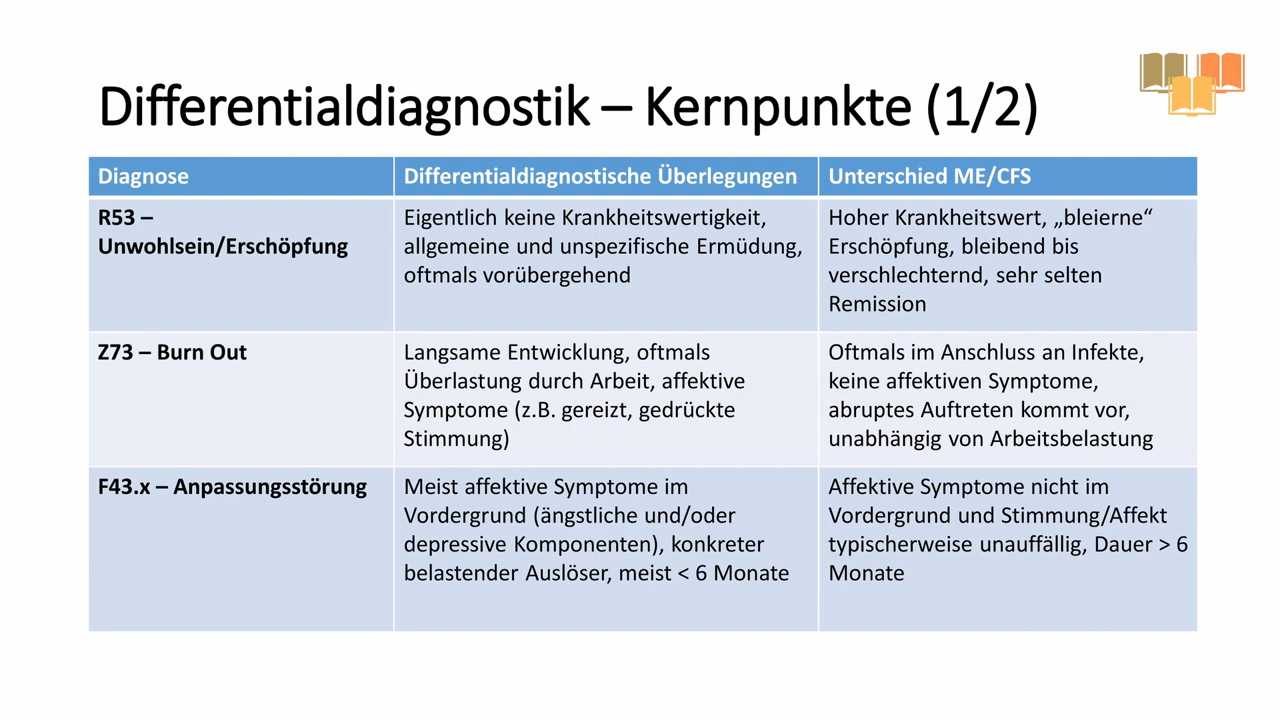 Differentialdiagnostik – Kernpunkte (1/2)
Diagnose
Differentialdiagnostische Überlegungen
Unterschied ME/CFS
R53 –
Unwohlsein/Erschöpfung
Eigentlich keine Krankheitswertigkeit,
allgemeine und unspezifische Ermüdung,
oftmals vorübergehend
Hoher Krankheitswert, „bleierne“
Erschöpfung, bleibend bis
verschlechternd, sehr selten
Remission
Z73 – Burn Out
Langsame Entwicklung, oftmals
Überlastung durch Arbeit, affektive
Symptome (z.B. gereizt, gedrückte
Stimmung)
Oftmals im Anschluss an Infekte,
keine affektiven Symptome,
abruptes Auftreten kommt vor,
unabhängig von Arbeitsbelastung
F43.x – Anpassungsstörung
Meist affektive Symptome im
Vordergrund (ängstliche und/oder
depressive Komponenten), konkreter
belastender Auslöser, meist < 6 Monate
Affektive Symptome nicht im
Vordergrund und Stimmung/Affekt
typischerweise unauffällig, Dauer > 6
Monate